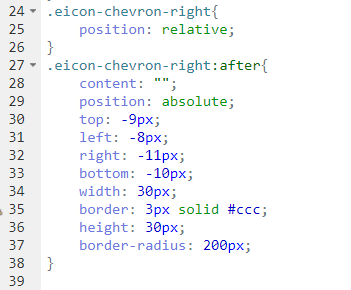 24 .eicon-chevron-right{
25     position: relative;
26 }
27 .eicon-chevron-right:after{
28     content: "";
29     position: absolute;
30     top: -9px;
31     left: -8px;
32     right: -11px;
33     bottom: -10px;
34     width: 30px;
35     border: 3px solid #ccc;
36     height: 30px;
37     border-radius: 200px;
38 }
39